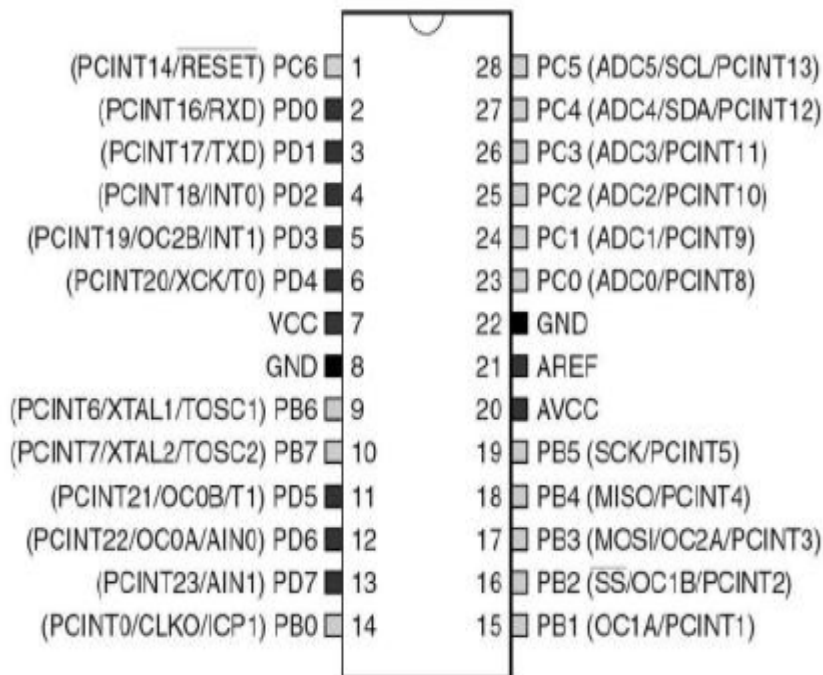 (PCINT14/RESET) PC6 1 28 PC5 (ADC5/SCL/PCINT13)
(PCINT16/RXD) PD0 2 27 PC4 (ADC4/SDA/PCINT12)
(PCINT17/TXD) PD1 3 26 PC3 (ADC3/PCINT11)
(PCINT18/INT0) PD2 4 25 PC2 (ADC2/PCINT10)
(PCINT19/OC2B/INT1) PD3 5 24 PC1 (ADC1/PCINT9)
(PCINT20/XCK/T0) PD4 6 23 PC0 (ADC0/PCINT8)
VCC 7 22 GND
GND 8 21 AREF
(PCINT6/XTAL1/TOSC1) PB6 9 20 AVCC
(PCINT7/XTAL2/TOSC2) PB7 10 19 PB5 (SCK/PCINT5)
(PCINT21/OC0B/T1) PD5 11 18 PB4 (MISO/PCINT4)
(PCINT22/OC0A/AIN0) PD6 12 17 PB3 (MOSI/OC2A/PCINT3)
(PCINT23/AIN1) PD7 13 16 PB2 (SS/OC1B/PCINT2)
(PCINT0/CLKO/ICP1) PB0 14 15 PB1 (OC1A/PCINT1)